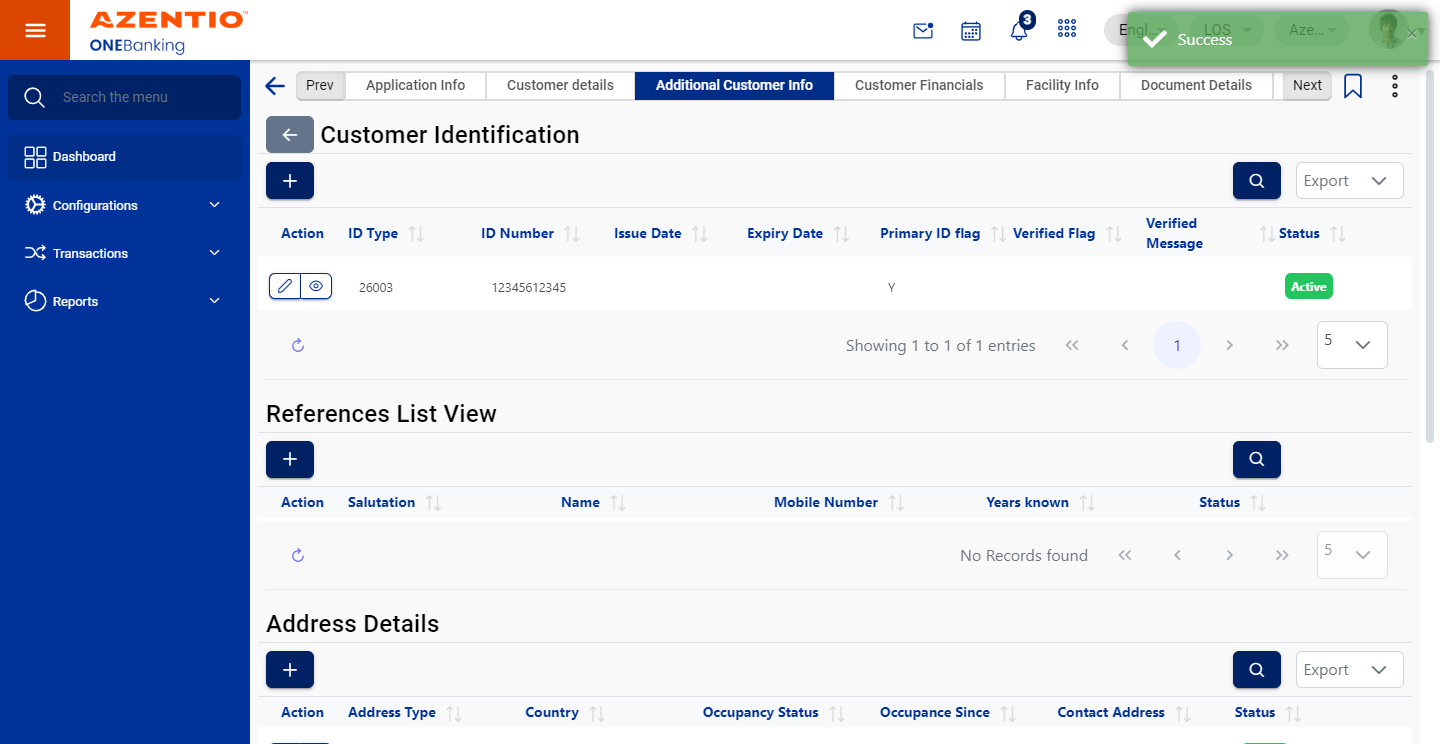 AZENTIO™
ONEBanking
3
Engl...
LOS
Aze...
Success
Search the menu
Dashboard
Configurations
Transactions
Reports
Prev
Application Info
Customer details
Additional Customer Info
Customer Financials
Facility Info
Document Details
Next
Customer Identification
Export
Action ID Type ID Number Issue Date Expiry Date Primary ID flag Verified Flag Verified Message Status
26003 12345612345 Y Active
Showing 1 to 1 of 1 entries
1
5
References List View
Action Salutation Name Mobile Number Years known Status
No Records found
5
Address Details
Export
Action Address Type Country Occupancy Status Occupance Since Contact Address Status